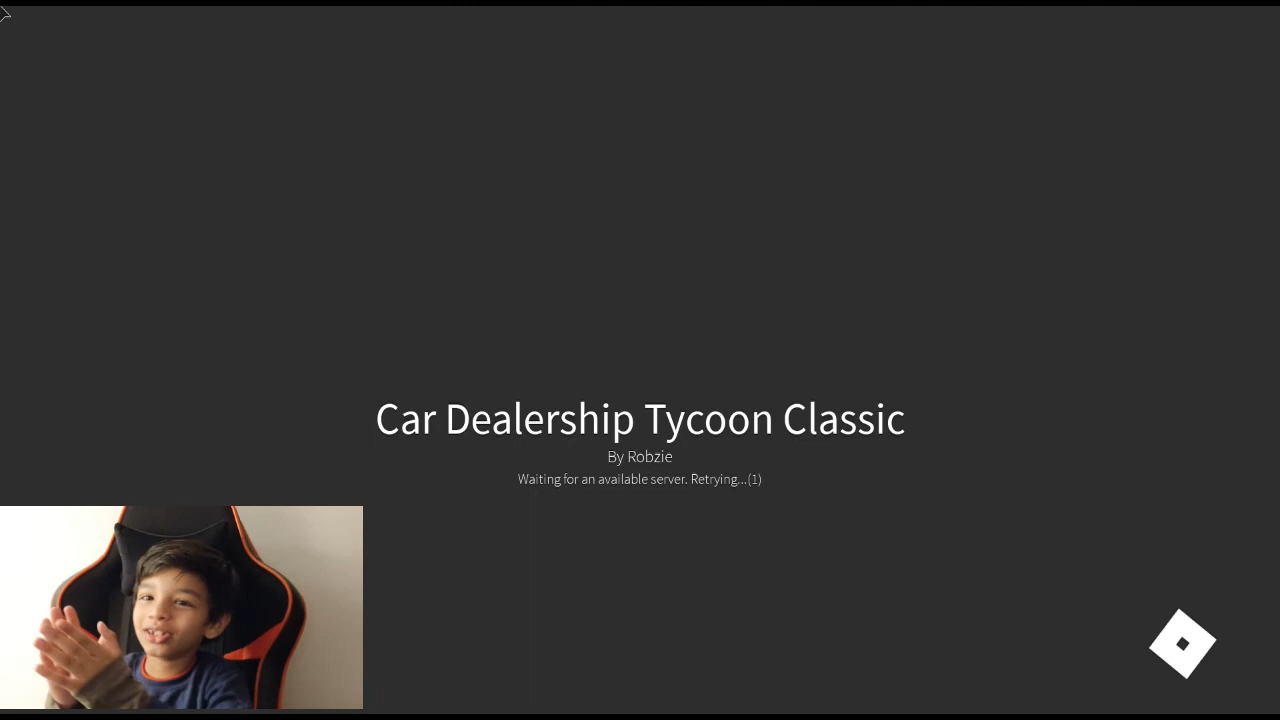 Car Dealership Tycoon Classic
By Robzie
Waiting for an available server. Retrying...(1)